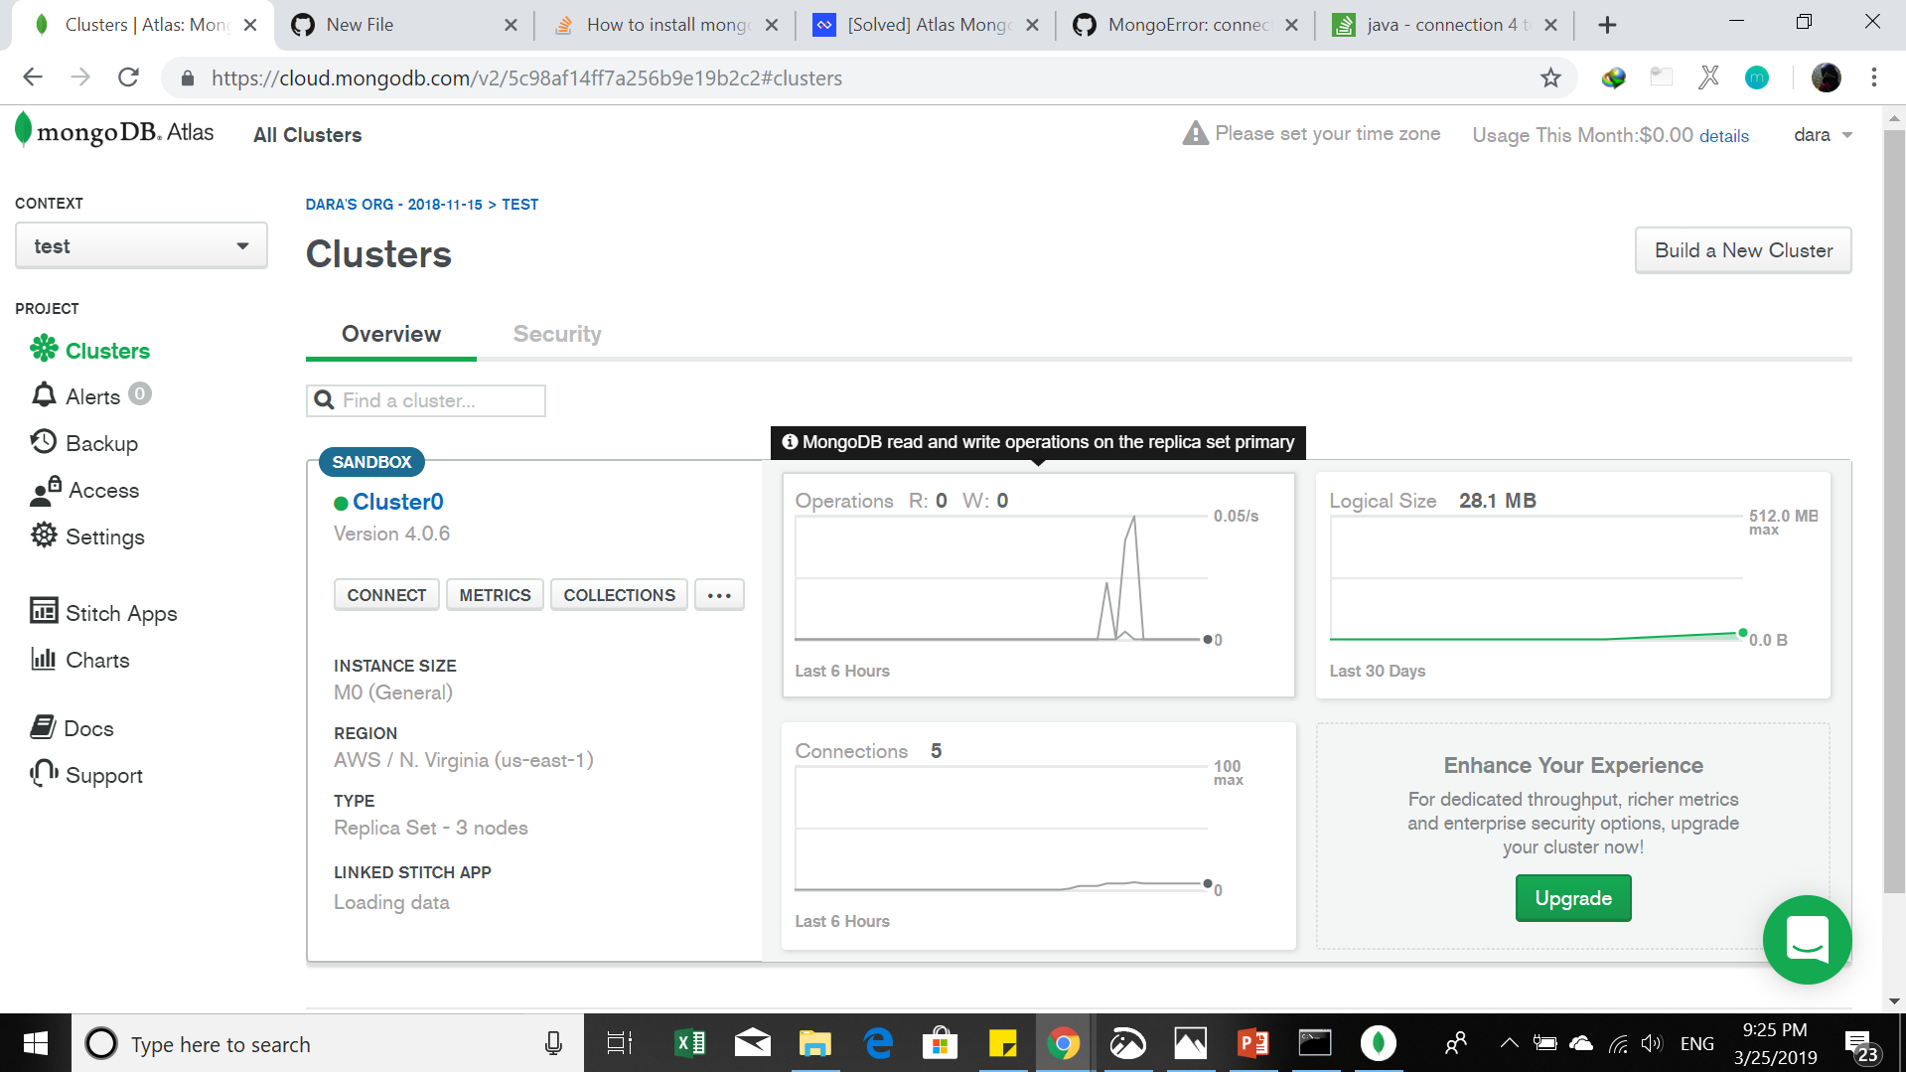 Clusters | Atlas: Mong
New File
How to install mongo
[Solved] Atlas Mongo
MongoError: connec
java - connection 4 t
https://cloud.mongodb.com/v2/5c98af14ff7a256b9e19b2c2#clusters
m
mongoDB. Atlas
All Clusters
Please set your time zone
Usage This Month:$0.00 details
dara
CONTEXT
test
PROJECT
Clusters
Alerts 0
Backup
Access
Settings
Stitch Apps
Charts
Docs
Support
DARA'S ORG - 2018-11-15 > TEST
Clusters
Build a New Cluster
Overview
Security
Find a cluster...
MongoDB read and write operations on the replica set primary
SANDBOX
Cluster0
Version 4.0.6
CONNECT
METRICS
COLLECTIONS
...
INSTANCE SIZE
M0 (General)
REGION
AWS / N. Virginia (us-east-1)
TYPE
Replica Set - 3 nodes
LINKED STITCH APP
Loading data
Operations R: 0 W: 0
0.05/s
0
Last 6 Hours
Logical Size 28.1 MB
512.0 MB
max
0.0 B
Last 30 Days
Connections 5
100
max
0
Last 6 Hours
Enhance Your Experience
For dedicated throughput, richer metrics
and enterprise security options, upgrade
your cluster now!
Upgrade
Type here to search
ENG
9:25 PM
3/25/2019
23